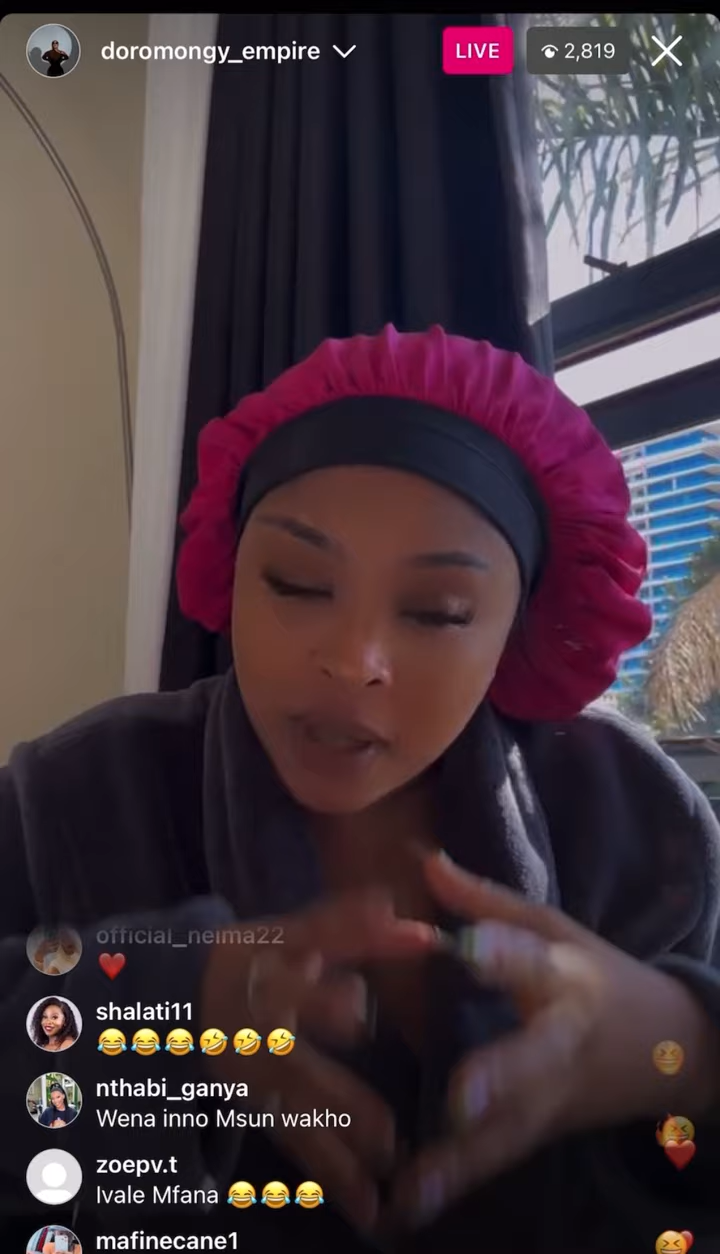 doromongy_empire
LIVE
2,819
official_neima22
❤️
shalati11
😂😂😂🤣🤣🤣
nthabi_ganya
Wena inno Msun wakho
zoepv.t
Ivale Mfana 😂😂😂
mafinecane1